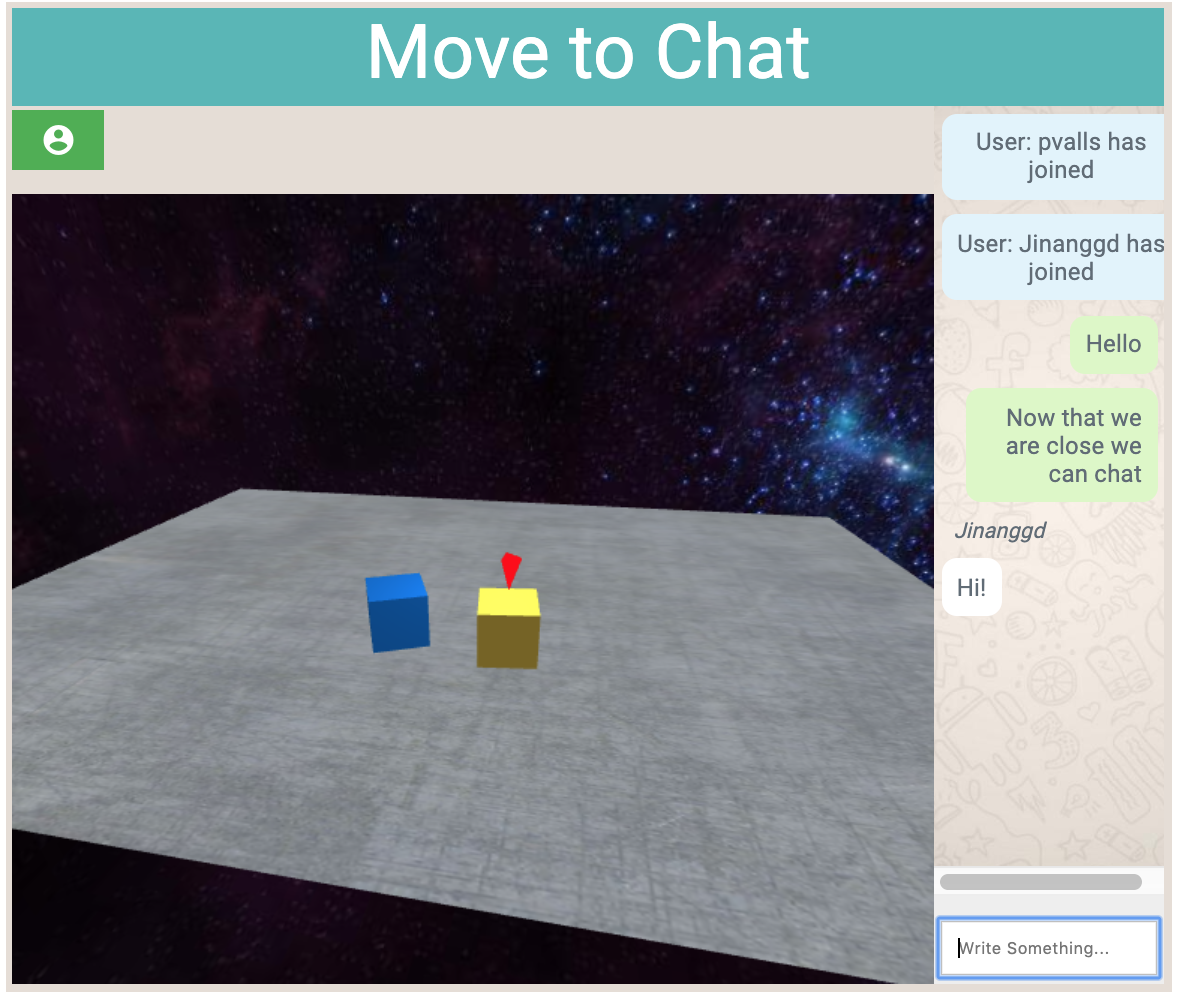 Move to Chat
User: pvalls has
joined
User: Jinanggd has
joined
Hello
Now that we
are close we
can chat
Jinanggd
Hi!
Write Something...